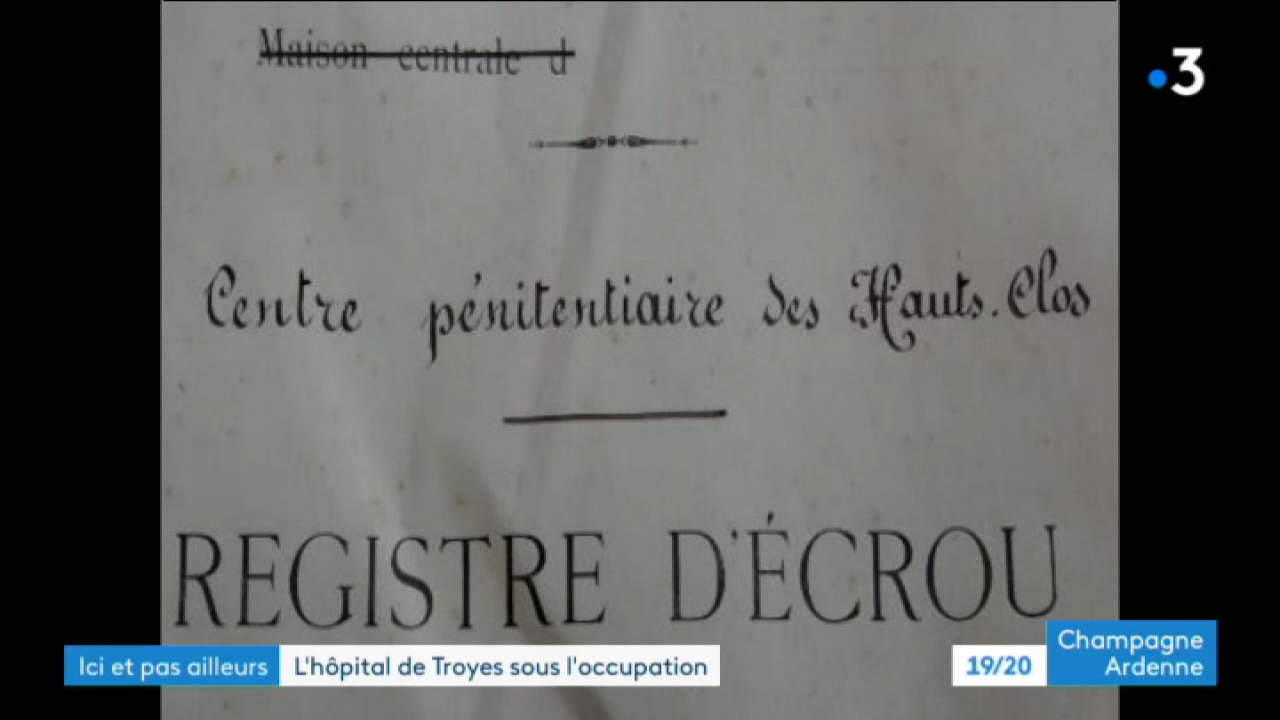 Maison centrale d
3
Centre pénitentiaire des Hauts. Clos
REGISTRE D'ÉCROU
Ici et pas ailleurs L'hôpital de Troyes sous l'occupation
19/20 Champagne
Ardenne